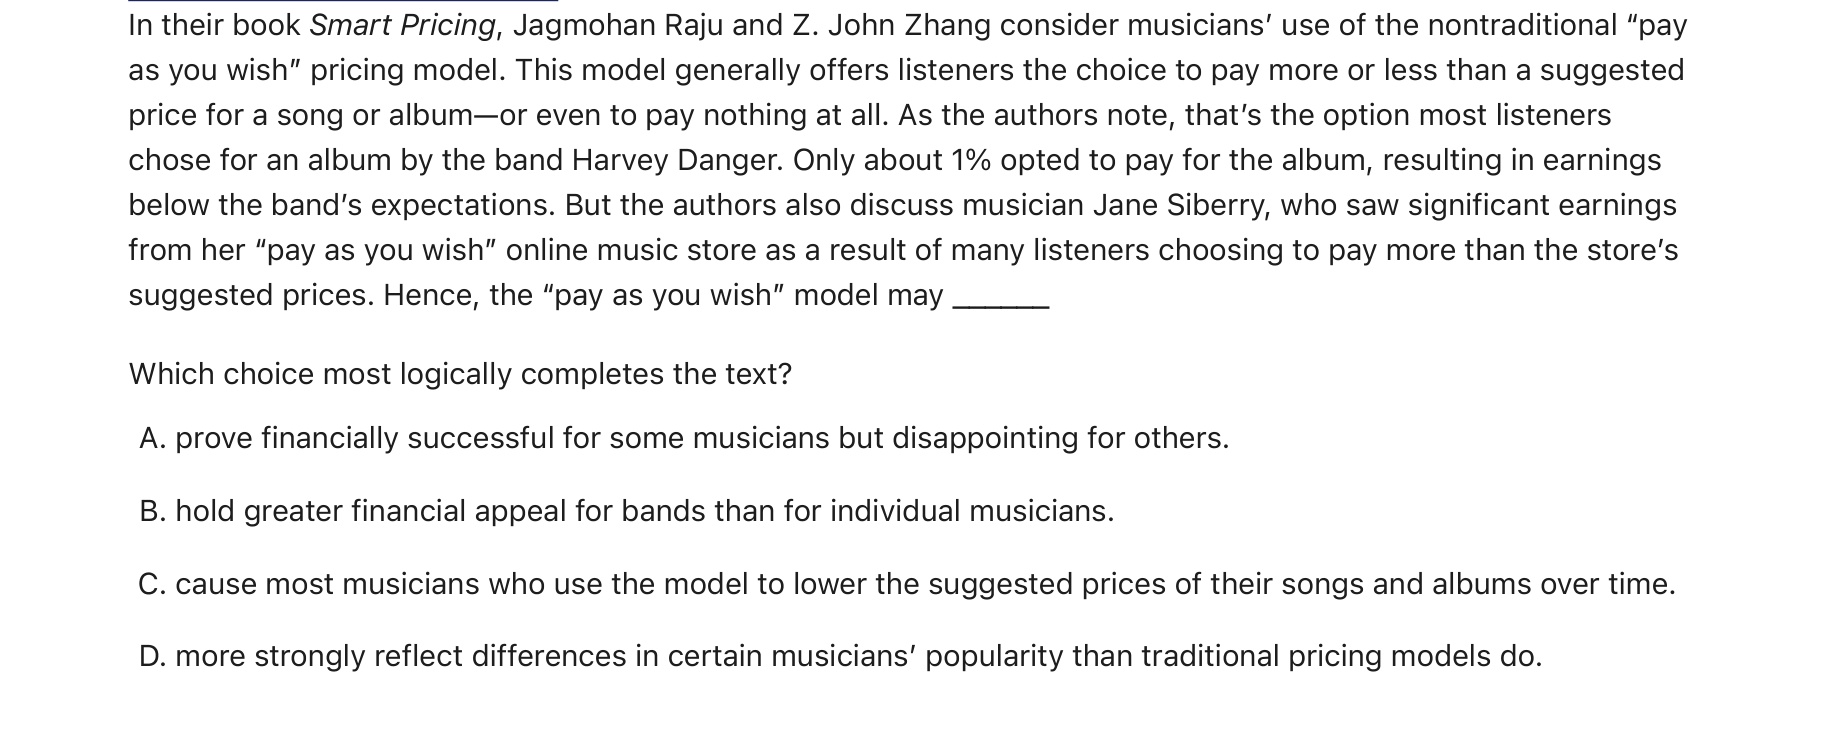 In their book Smart Pricing, Jagmohan Raju and Z. John Zhang consider musicians’ use of the nontraditional “pay
as you wish” pricing model. This model generally offers listeners the choice to pay more or less than a suggested
price for a song or album—or even to pay nothing at all. As the authors note, that’s the option most listeners
chose for an album by the band Harvey Danger. Only about 1% opted to pay for the album, resulting in earnings
below the band’s expectations. But the authors also discuss musician Jane Siberry, who saw significant earnings
from her “pay as you wish” online music store as a result of many listeners choosing to pay more than the store’s
suggested prices. Hence, the “pay as you wish” model may ______
Which choice most logically completes the text?
A. prove financially successful for some musicians but disappointing for others.
B. hold greater financial appeal for bands than for individual musicians.
C. cause most musicians who use the model to lower the suggested prices of their songs and albums over time.
D. more strongly reflect differences in certain musicians’ popularity than traditional pricing models do.